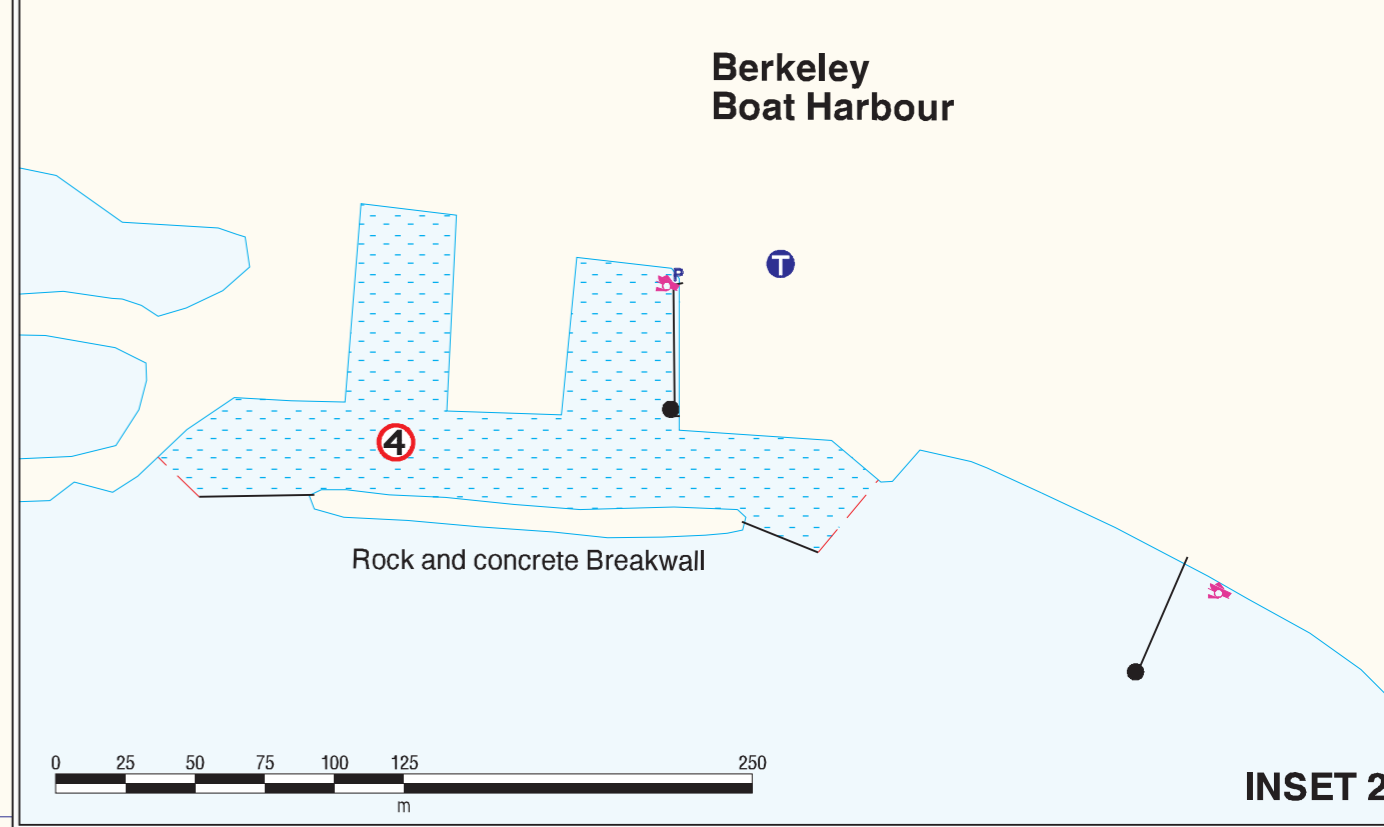 Berkeley
Boat Harbour
P
T
4
Rock and concrete Breakwall
0 25 50 75 100 125 250
m
INSET 2